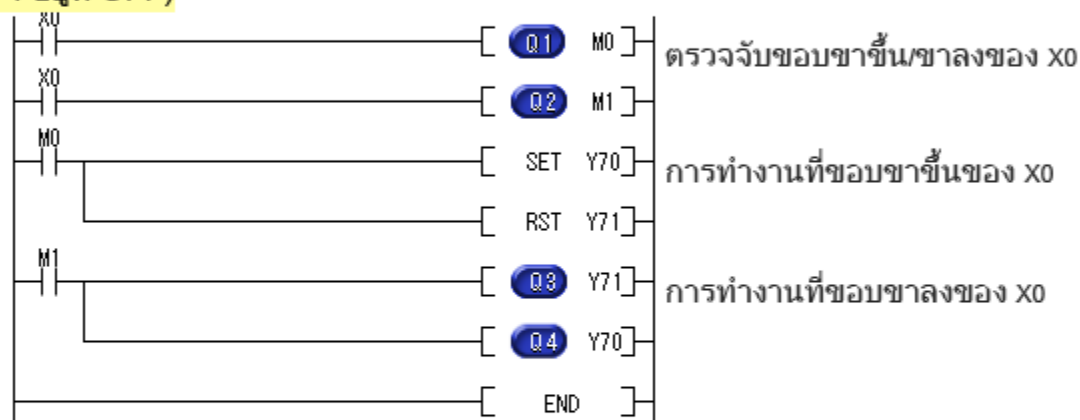 X0
Q1 M0
ตรวจจับขอบขาขึ้น/ขาลงของ X0
X0
Q2 M1
M0
SET Y70
การทำงานที่ขอบขาขึ้นของ X0
RST Y71
M1
Q3 Y71
การทำงานที่ขอบขาลงของ X0
Q4 Y70
END